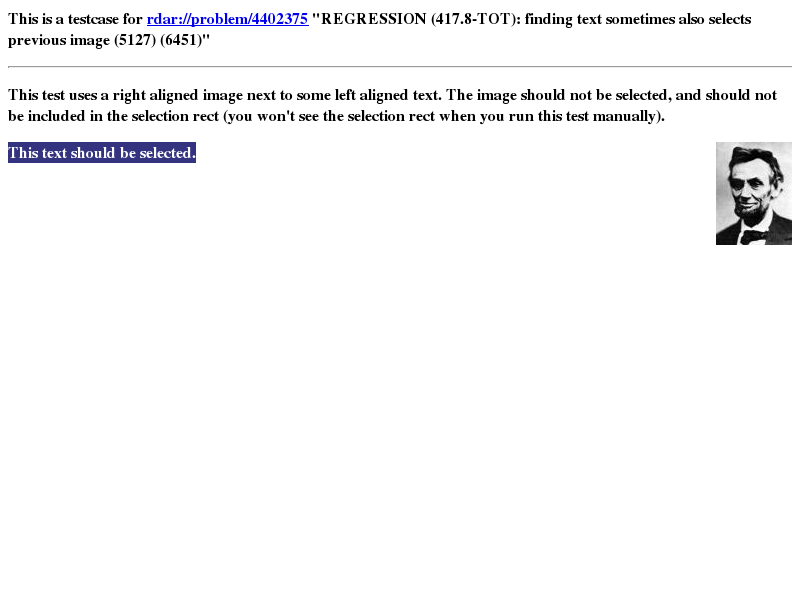 This is a testcase for rdar://problem/4402375 "REGRESSION (417.8-TOT): finding text sometimes also selects
previous image (5127) (6451)"
This test uses a right aligned image next to some left aligned text. The image should not be selected, and should not
be included in the selection rect (you won't see the selection rect when you run this test manually).
This text should be selected.